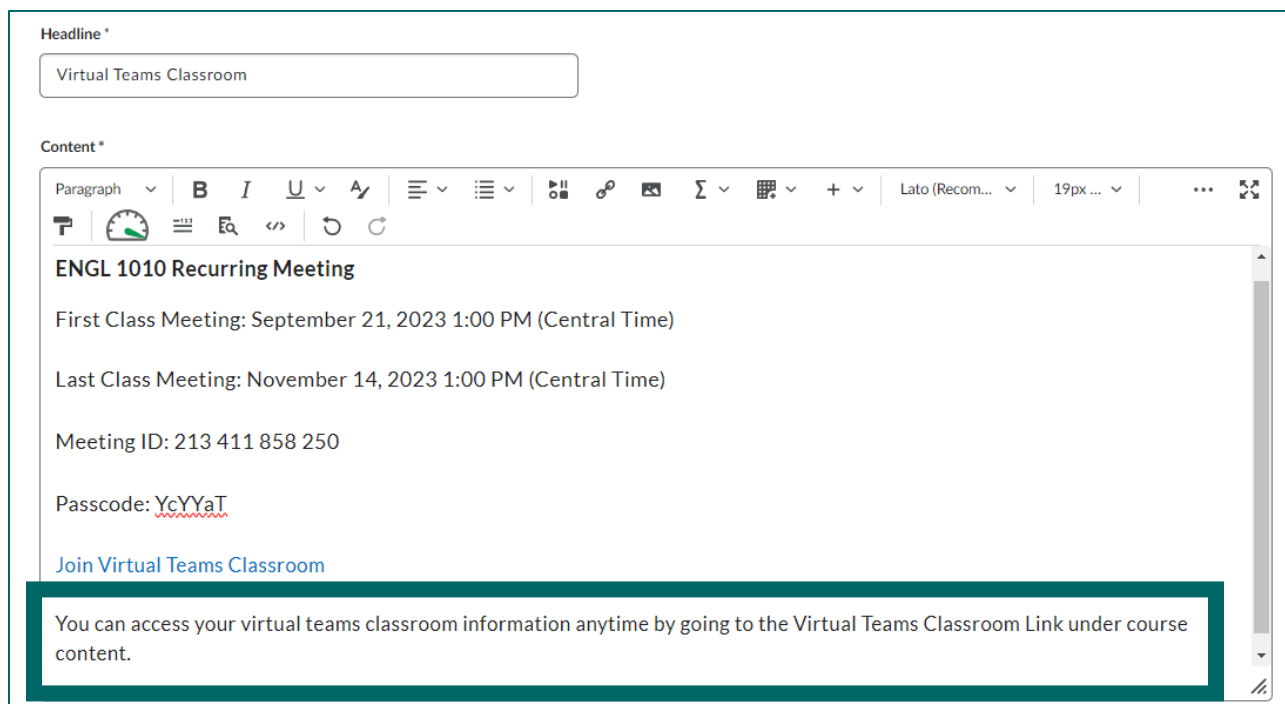 Headline *
Virtual Teams Classroom
Content *
Paragraph B I U A Σ + Lato (Recom... 19px ... ...
</>
ENGL 1010 Recurring Meeting
First Class Meeting: September 21, 2023 1:00 PM (Central Time)
Last Class Meeting: November 14, 2023 1:00 PM (Central Time)
Meeting ID: 213 411 858 250
Passcode: YcYYaT
Join Virtual Teams Classroom
You can access your virtual teams classroom information anytime by going to the Virtual Teams Classroom Link under course
content.